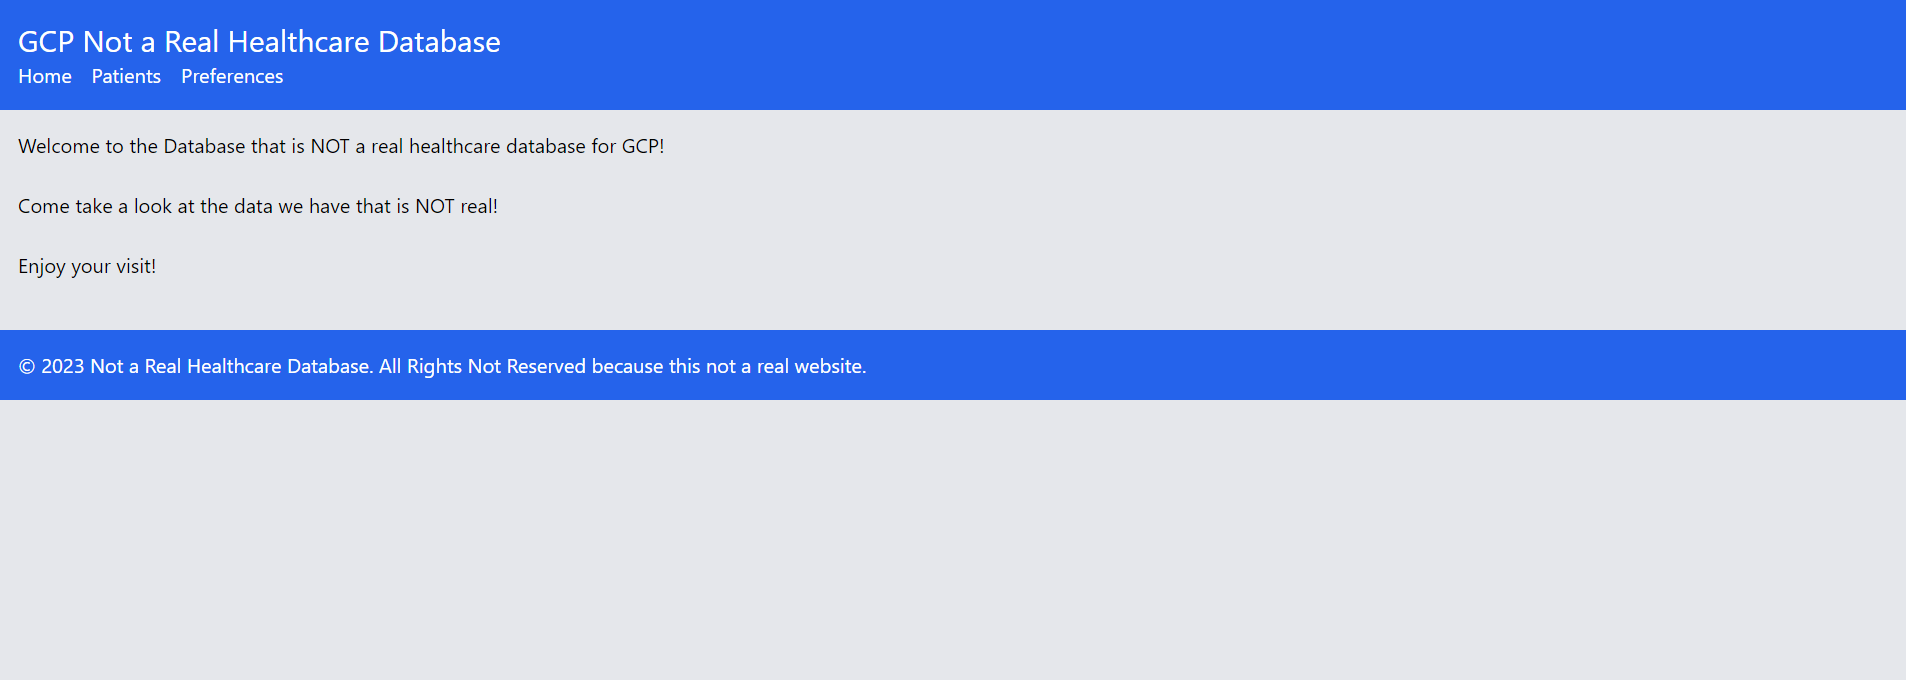 GCP Not a Real Healthcare Database
Home Patients Preferences
Welcome to the Database that is NOT a real healthcare database for GCP!
Come take a look at the data we have that is NOT real!
Enjoy your visit!
© 2023 Not a Real Healthcare Database. All Rights Not Reserved because this not a real website.